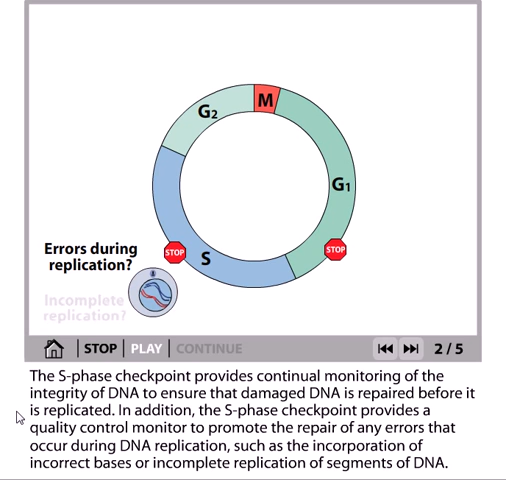 M
G2
G1
STOP
STOP
S
Errors during
replication?
Incomplete
replication?
STOP PLAY CONTINUE 2 / 5
The S-phase checkpoint provides continual monitoring of the
integrity of DNA to ensure that damaged DNA is repaired before it
is replicated. In addition, the S-phase checkpoint provides a
quality control monitor to promote the repair of any errors that
occur during DNA replication, such as the incorporation of
incorrect bases or incomplete replication of segments of DNA.